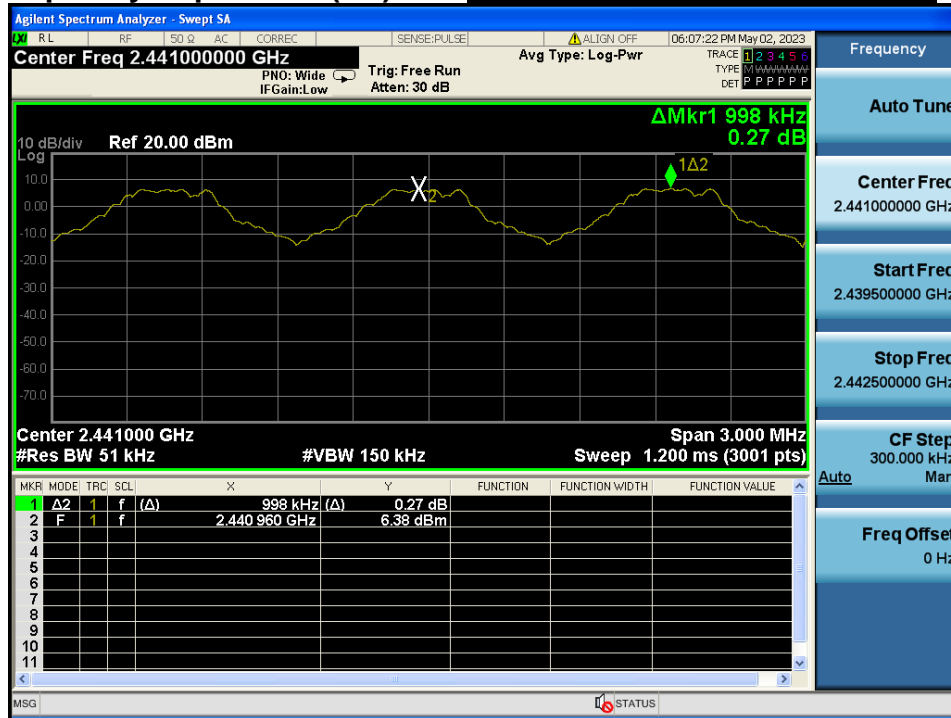 Agilent Spectrum Analyzer - Swept SA
LXI RL RF 50 Ω AC CORREC SENSE:PULSE ALIGN OFF 06:07:22 PM May 02, 2023
Center Freq 2.441000000 GHz
PNO: Wide
IFGain:Low
Trig: Free Run
Atten: 30 dB
Avg Type: Log-Pwr
TRACE 1 2 3 4 5 6
TYPE M
DET P P P P P P
ΔMkr1 998 kHz
0.27 dB
10 dB/div Ref 20.00 dBm
Log
10.0
0.00
-10.0
-20.0
-30.0
-40.0
-50.0
-60.0
-70.0
1Δ2
X2
Center 2.441000 GHz Span 3.000 MHz
#Res BW 51 kHz #VBW 150 kHz Sweep 1.200 ms (3001 pts)
MKR MODE TRC SCL X Y FUNCTION FUNCTION WIDTH FUNCTION VALUE
1 Δ2 1 f (Δ) 998 kHz (Δ) 0.27 dB
2 F 1 f 2.440 960 GHz 6.38 dBm
3
4
5
6
7
8
9
10
11
MSG STATUS
Frequency
Auto Tune
Center Freq
2.441000000 GHz
Start Freq
2.439500000 GHz
Stop Freq
2.442500000 GHz
CF Step
300.000 kHz
Auto Man
Freq Offset
0 Hz